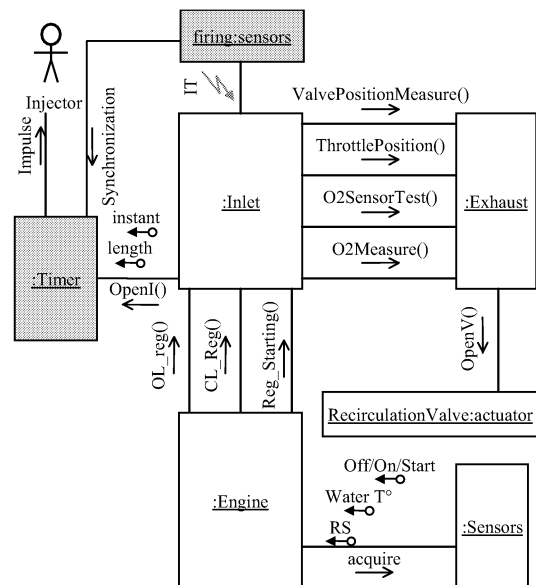 firing:sensors
IT
Injector
Impulse
Synchronization
ValvePositionMeasure()
ThrottlePosition()
O2SensorTest()
O2Measure()
:Inlet
:Exhaust
instant
length
OpenI()
:Timer
OL_reg()
CL_Reg()
Reg_Starting()
OpenV()
RecirculationValve:actuator
:Engine
Off/On/Start
Water T°
RS
acquire
:Sensors